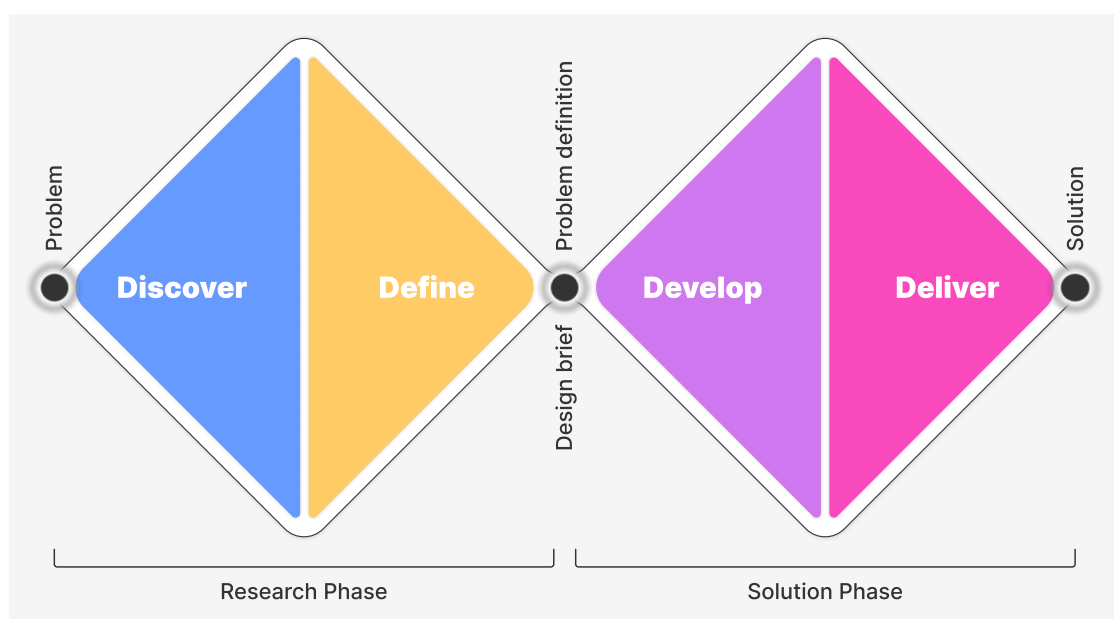 Problem
Discover
Define
Problem definition
Design brief
Develop
Deliver
Solution
Research Phase
Solution Phase